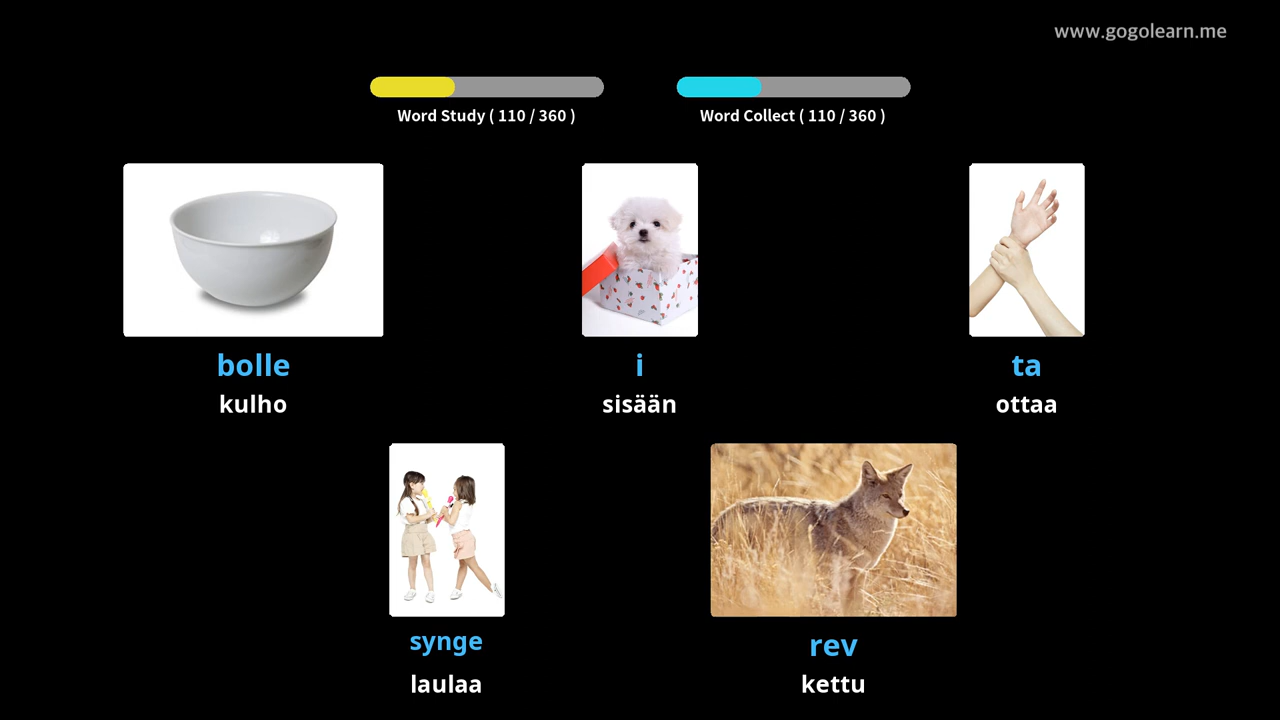 www.gogolearn.me
Word Study ( 110 / 360 )
Word Collect ( 110 / 360 )
bolle
kulho
i
sisään
ta
ottaa
synge
laulaa
rev
kettu